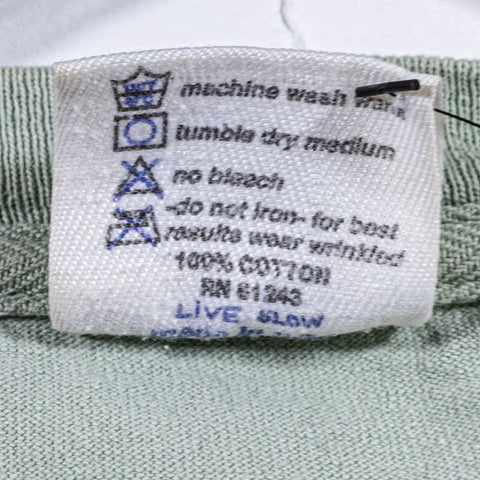 machine wash warm
tumble dry medium
no bleach
-do not iron- for best
results wear wrinkled
100% COTTON
RN 61243
LIVE SLOW